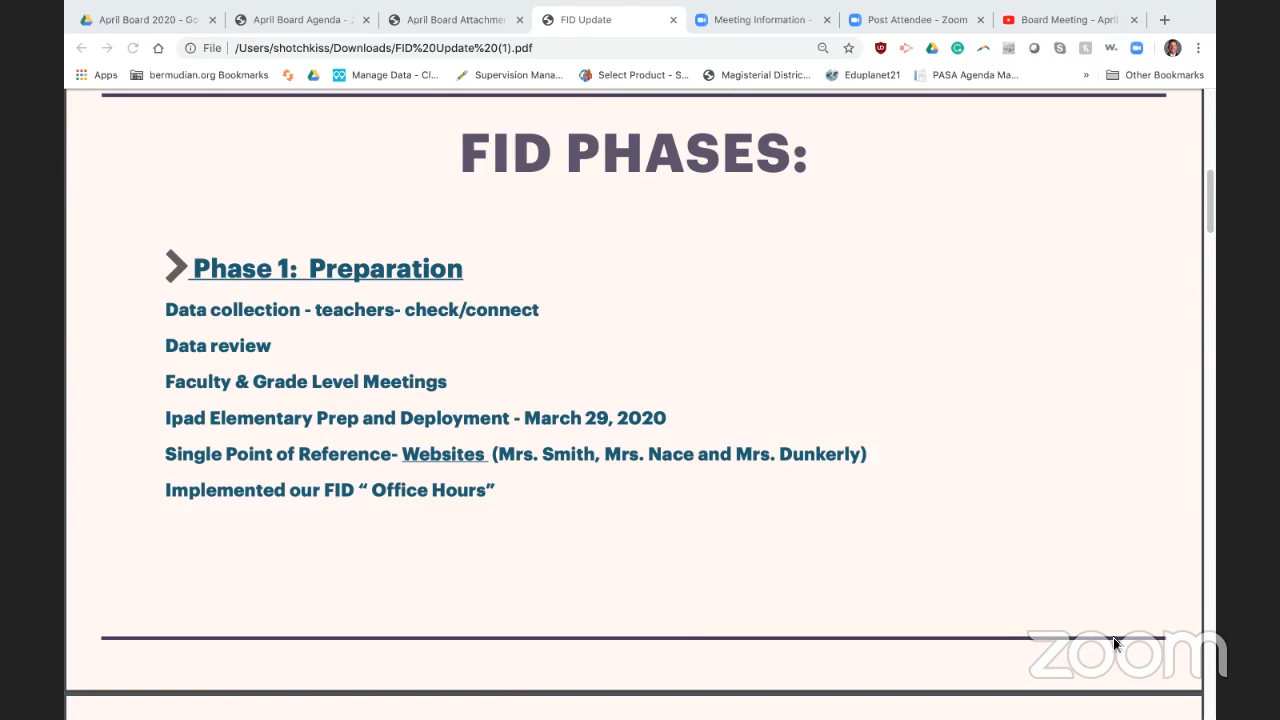 April Board 2020 - Go
April Board Agenda -
April Board Attachmen
FID Update
Meeting Information -
Post Attendee - Zoom
Board Meeting - April
File
/Users/shotchkiss/Downloads/FID%20Update%20(1).pdf
Apps
bermudian.org Bookmarks
Manage Data - Cl...
Supervision Mana...
Select Product - S...
Magisterial Distric...
Eduplanet21
PASA Agenda Ma...
»
Other Bookmarks
FID PHASES:
Phase 1: Preparation
Data collection - teachers- check/connect
Data review
Faculty & Grade Level Meetings
Ipad Elementary Prep and Deployment - March 29, 2020
Single Point of Reference- Websites (Mrs. Smith, Mrs. Nace and Mrs. Dunkerly)
Implemented our FID “ Office Hours”
zoom